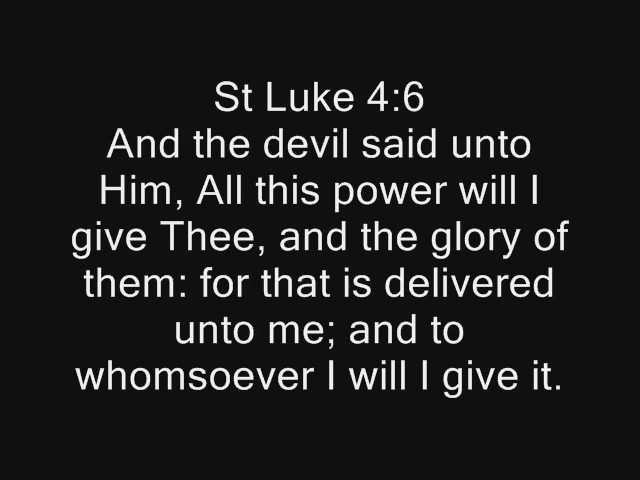 St Luke 4:6
And the devil said unto
Him, All this power will I
give Thee, and the glory of
them: for that is delivered
unto me; and to
whomsoever I will I give it.